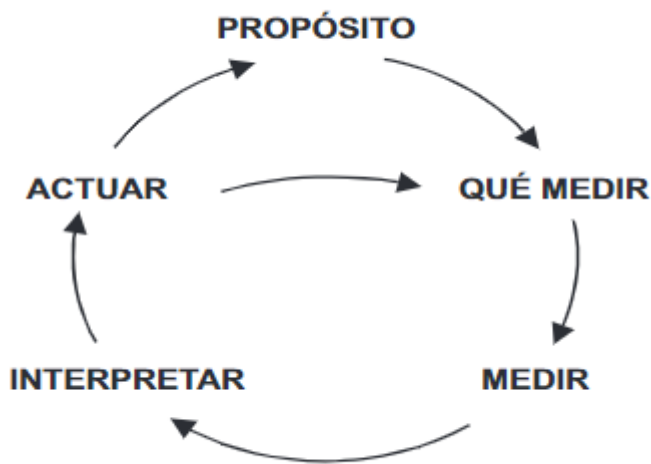 PROPÓSITO
ACTUAR
QUÉ MEDIR
INTERPRETAR
MEDIR